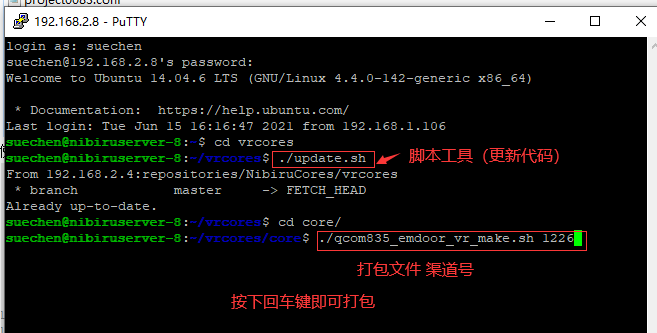 project0083.com
192.168.2.8 - PuTTY
login as: suechen
suechen@192.168.2.8's password:
Welcome to Ubuntu 14.04.6 LTS (GNU/Linux 4.4.0-142-generic x86_64)
* Documentation:  https://help.ubuntu.com/
Last login: Tue Jun 15 16:16:47 2021 from 192.168.1.106
suechen@nibiruserver-8:~$ cd vrcores
suechen@nibiruserver-8:~/vrcores$ ./update.sh
脚本工具（更新代码）
From 192.168.2.4:repositories/NibiruCores/vrcores
* branch            master     -> FETCH_HEAD
Already up-to-date.
suechen@nibiruserver-8:~/vrcores$ cd core/
suechen@nibiruserver-8:~/vrcores/core$ ./qcom835_emdoor_vr_make.sh 1226
打包文件 渠道号
按下回车键即可打包